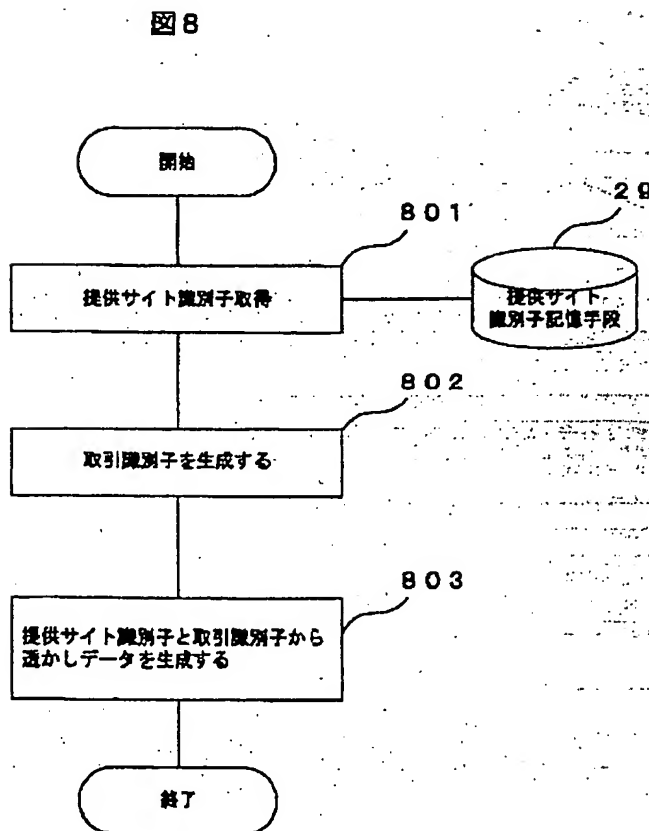 図8
開始
801
29
提供サイト識別子取得
提供サイト
識別子記憶手段
802
取引識別子を生成する
803
提供サイト識別子と取引識別子から
透かしデータを生成する
終了